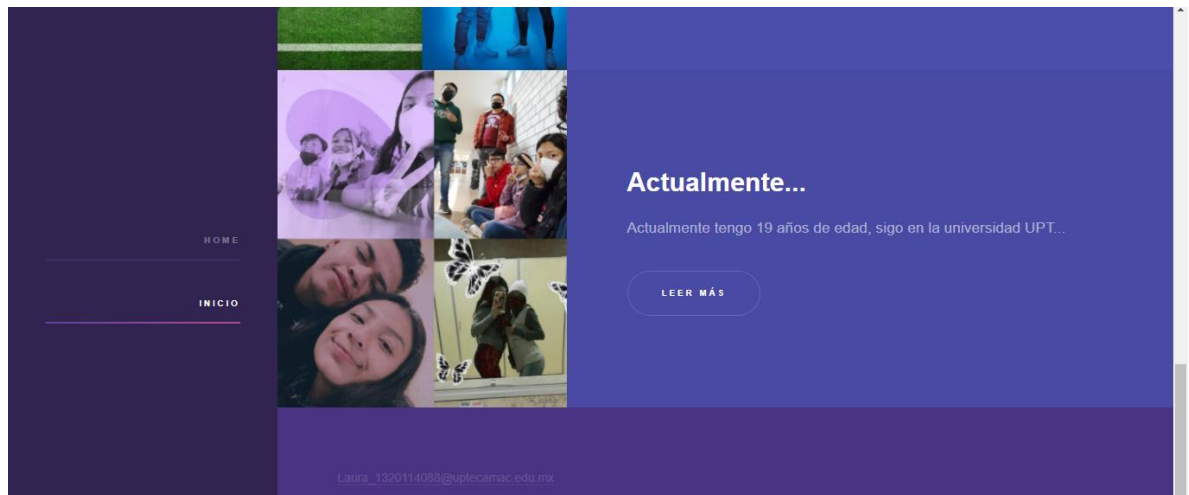 HOME
INICIO
Actualmente...
Actualmente tengo 19 años de edad, sigo en la universidad UPT...
LEER MÁS
Laura_1320114088@uptecamac.edu.mx